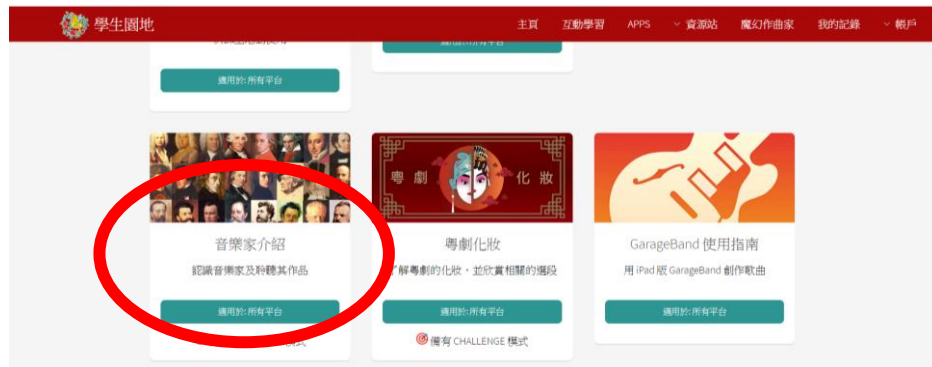 學生園地
主頁 互動學習 APPS 資源站 魔幻作曲家 我的記錄 帳戶
適用於:所有平台
粵劇 化妝
音樂家介紹
認識音樂家及聆聽其作品
適用於:所有平台
粵劇化妝
了解粵劇的化妝，並欣賞相關的選段
適用於:所有平台
備有 CHALLENGE 模式
GarageBand 使用指南
用 iPad 版 GarageBand 創作歌曲
適用於:所有平台